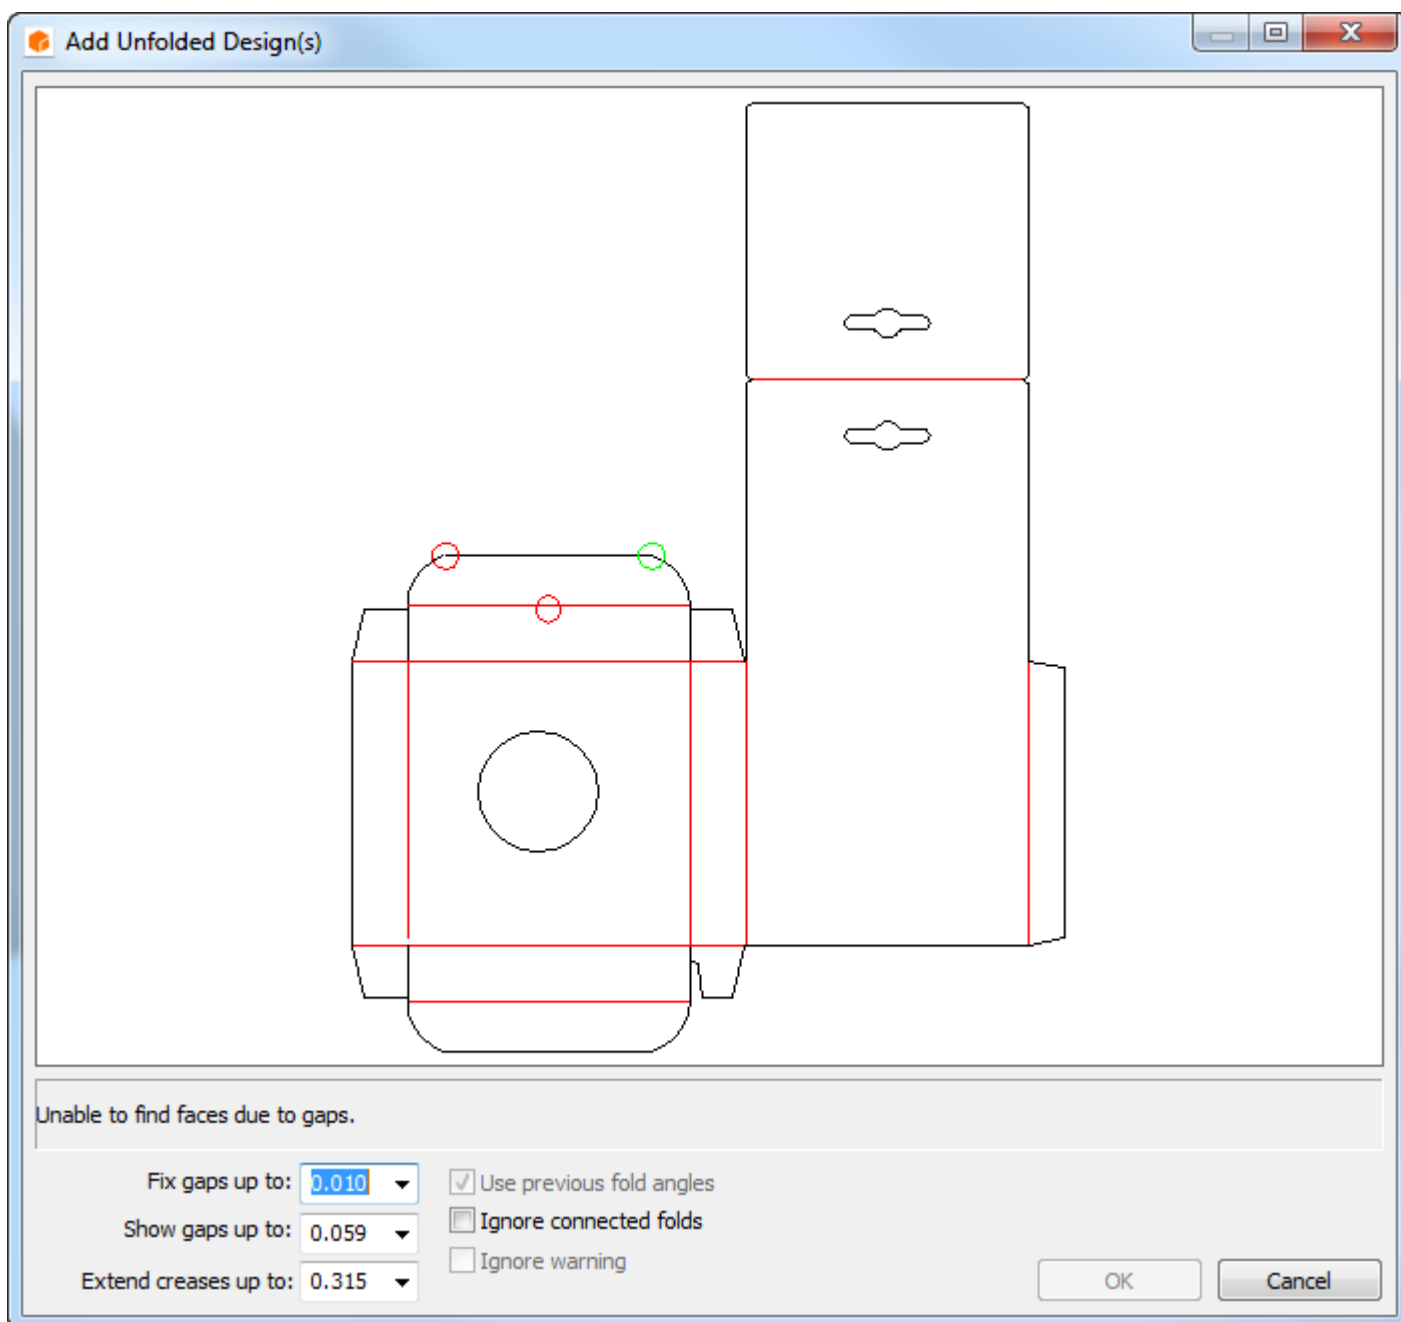 Add Unfolded Design(s)
Unable to find faces due to gaps.
Fix gaps up to: 0.010
Use previous fold angles
Show gaps up to: 0.059
Ignore connected folds
Extend creases up to: 0.315
Ignore warning
OK
Cancel